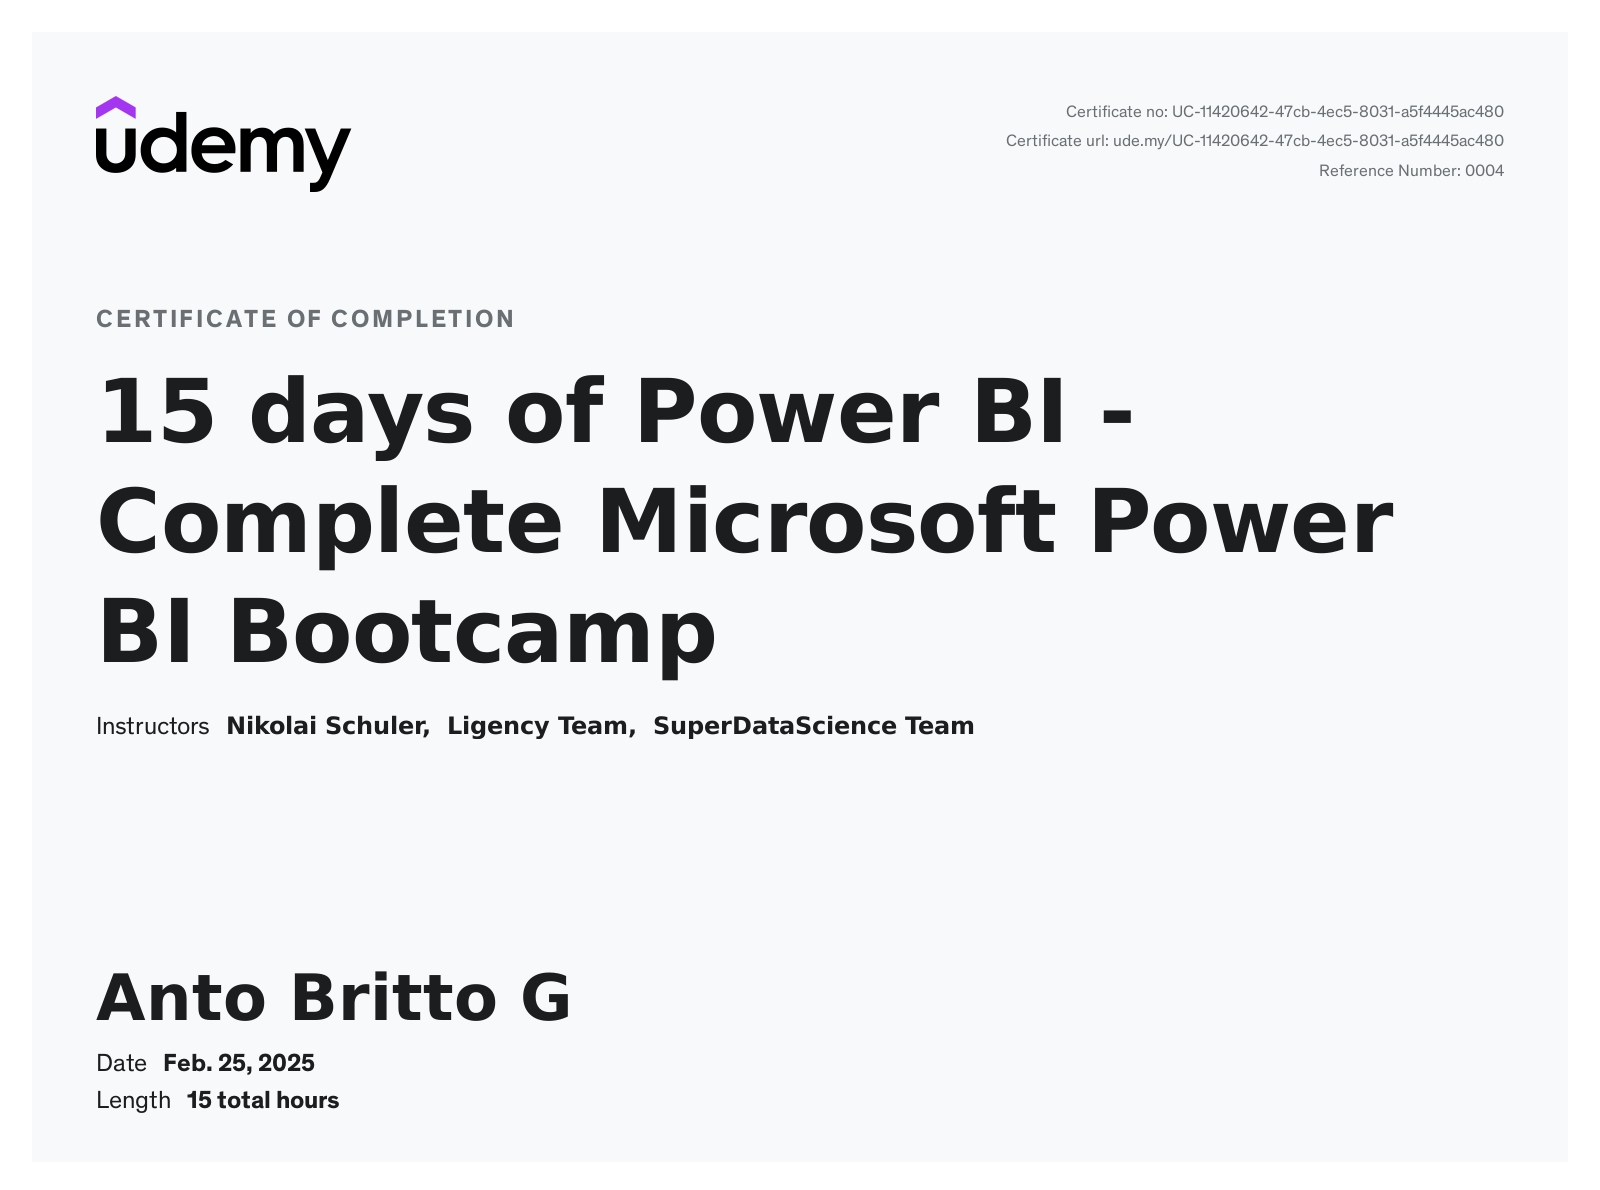 udemy
Certificate no: UC-11420642-47cb-4ec5-8031-a5f4445ac480
Certificate url: ude.my/UC-11420642-47cb-4ec5-8031-a5f4445ac480
Reference Number: 0004
CERTIFICATE OF COMPLETION
15 days of Power BI -
Complete Microsoft Power
BI Bootcamp
Instructors Nikolai Schuler, Ligency Team, SuperDataScience Team
Anto Britto G
Date Feb. 25, 2025
Length 15 total hours